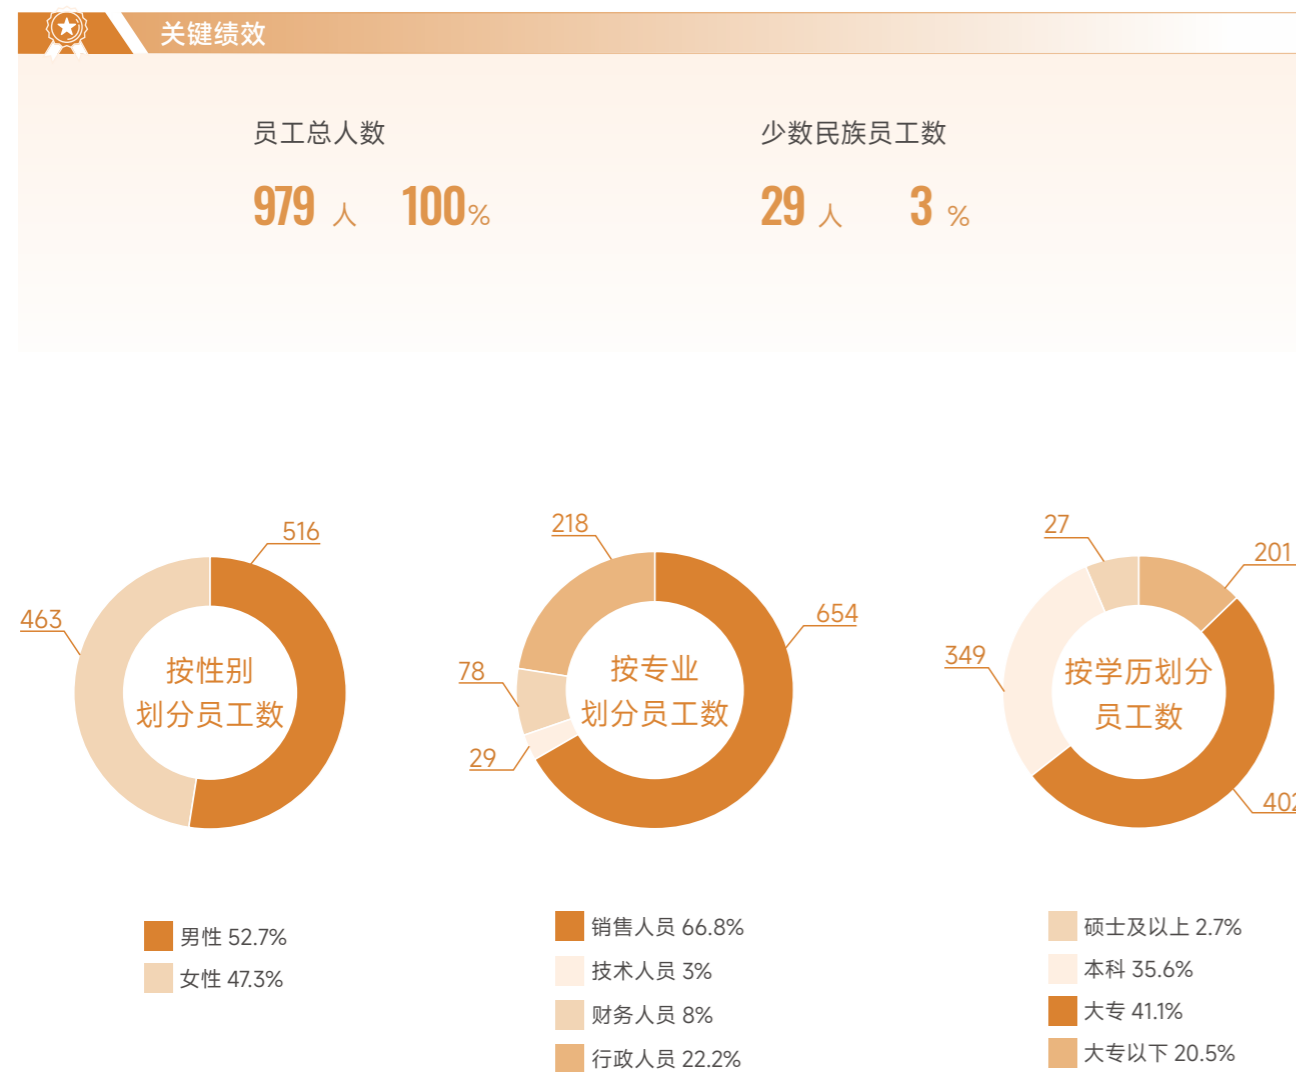 关键绩效
员工总人数
979 人 100%
少数民族员工数
29 人 3 %
516
463
按性别
划分员工数
男性 52.7%
女性 47.3%
218
654
78
29
按专业
划分员工数
销售人员 66.8%
技术人员 3%
财务人员 8%
行政人员 22.2%
27
201
349
402
按学历划分
员工数
硕士及以上 2.7%
本科 35.6%
大专 41.1%
大专以下 20.5%